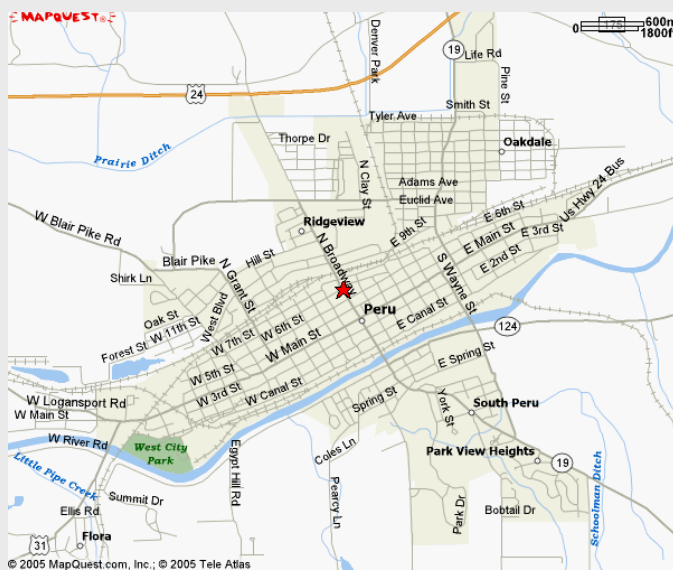 MAPQUEST®
175
0 600m
1800ft
Denver Park
19
Life Rd
Pine St
24
Smith St
Tyler Ave
Thorpe Dr
Oakdale
Prairie Ditch
N Clay St
Adams Ave
Euclid Ave
Us Hwy 24 Bus
E 6th St
W Blair Pike Rd
Ridgeview
E 9th St
E Main St
E 3rd St
N Broadway
Hill St
Blair Pike
E 2nd St
Shirk Ln
N Grant St
S Wayne St
West Blvd
Peru
Oak St
W 11th St
W 6th St
E Canal St
124
Forest St
W 7th St
W Main St
E Spring St
W 5th St
W 3rd St
W Canal St
W Logansport Rd
W Main St
Spring St
York St
South Peru
W River Rd
West City
Park
Egypt Hill Rd
Coles Ln
Park View Heights
19
Little Pipe Creek
Pearcy Ln
Schoolman Ditch
Summit Dr
Park Dr
Bobtail Dr
Ellis Rd
31
Flora
© 2005 MapQuest.com, Inc.; © 2005 Tele Atlas